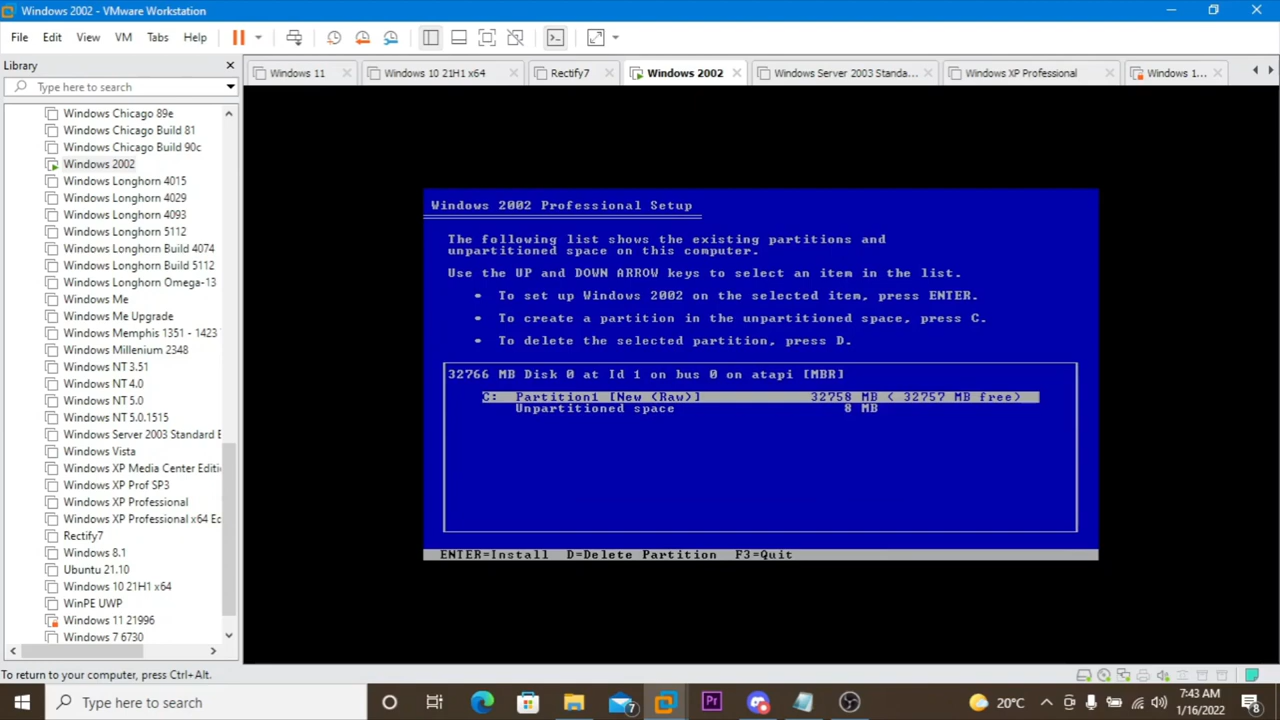 Windows 2002 - VMware Workstation
File Edit View VM Tabs Help
Library
Type here to search
Windows 11
Windows 10 21H1 x64
Rectify7
Windows 2002
Windows Server 2003 Standa...
Windows XP Professional
Windows 1...
Windows Chicago 89e
Windows Chicago Build 81
Windows Chicago Build 90c
Windows 2002
Windows Longhorn 4015
Windows Longhorn 4029
Windows Longhorn 4093
Windows Longhorn 5112
Windows Longhorn Build 4074
Windows Longhorn Build 5112
Windows Longhorn Omega-13
Windows Me
Windows Me Upgrade
Windows Memphis 1351 - 1423
Windows Millenium 2348
Windows NT 3.51
Windows NT 4.0
Windows NT 5.0
Windows NT 5.0.1515
Windows Server 2003 Standard E
Windows Vista
Windows XP Media Center Editi
Windows XP Prof SP3
Windows XP Professional
Windows XP Professional x64 Ec
Rectify7
Windows 8.1
Ubuntu 21.10
Windows 10 21H1 x64
WinPE UWP
Windows 11 21996
Windows 7 6730
Windows 2002 Professional Setup
The following list shows the existing partitions and
unpartitioned space on this computer.
Use the UP and DOWN ARROW keys to select an item in the list.
• To set up Windows 2002 on the selected item, press ENTER.
• To create a partition in the unpartitioned space, press C.
• To delete the selected partition, press D.
32766 MB Disk 0 at Id 1 on bus 0 on atapi [MBR]
C: Partition1 [New (Raw)] 32758 MB ( 32757 MB free)
Unpartitioned space 8 MB
ENTER=Install D=Delete Partition F3=Quit
To return to your computer, press Ctrl+Alt.
Type here to search
7
Pr
20°C
7:43 AM
1/16/2022
8